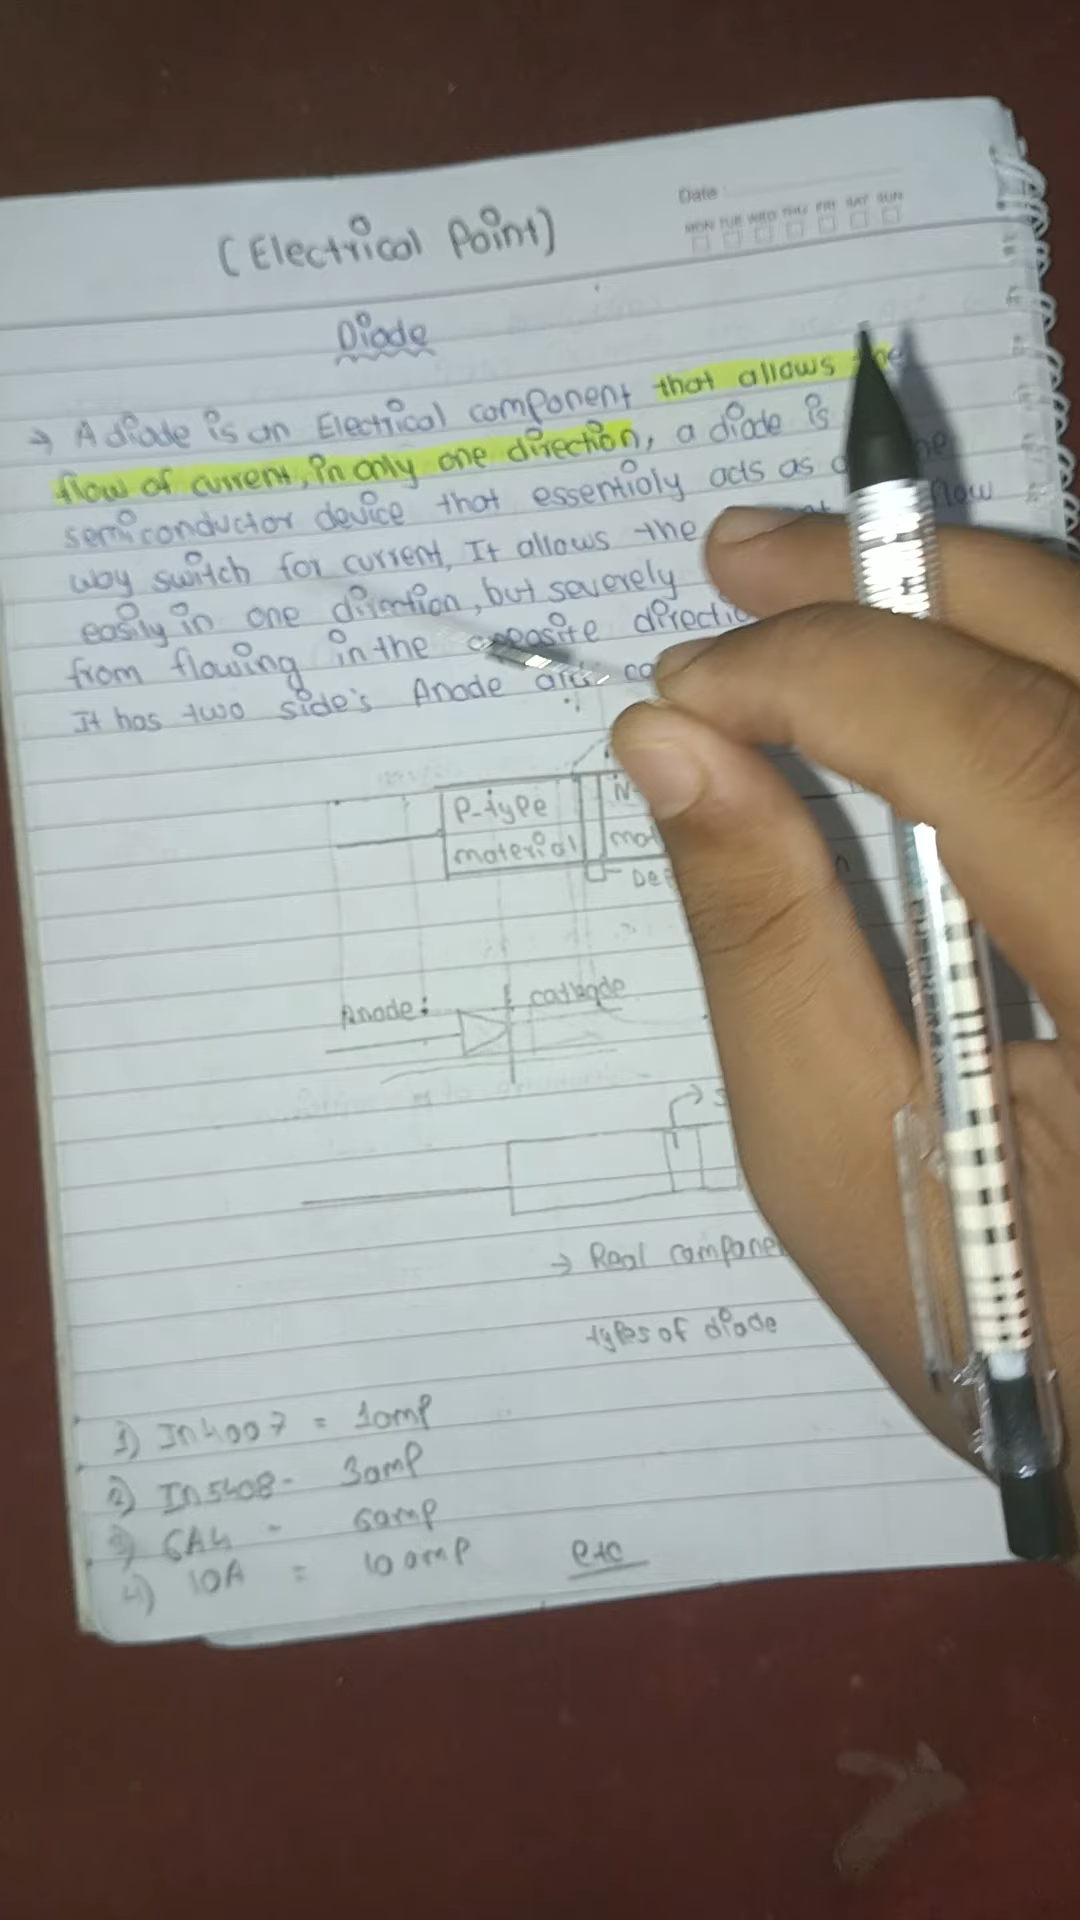 Date
MON TUE WED THU FRI SAT SUN
(Electrical Point)
Diode
→ A diode is an Electrical component that allows the
flow of current, in only one direction, a diode is
semiconductor device that essentioly acts as
way switch for current, It allows the flow
easily in one direction, but severely
from flowing in the opposite
It has two side's Anode
P-type
material
Anode:
cathode
→ Real
types of diode
1) In4007 = 1amp
2) In5408 - 3amp
3) 6A4 - 6amp
4) 10A = 10amp etc